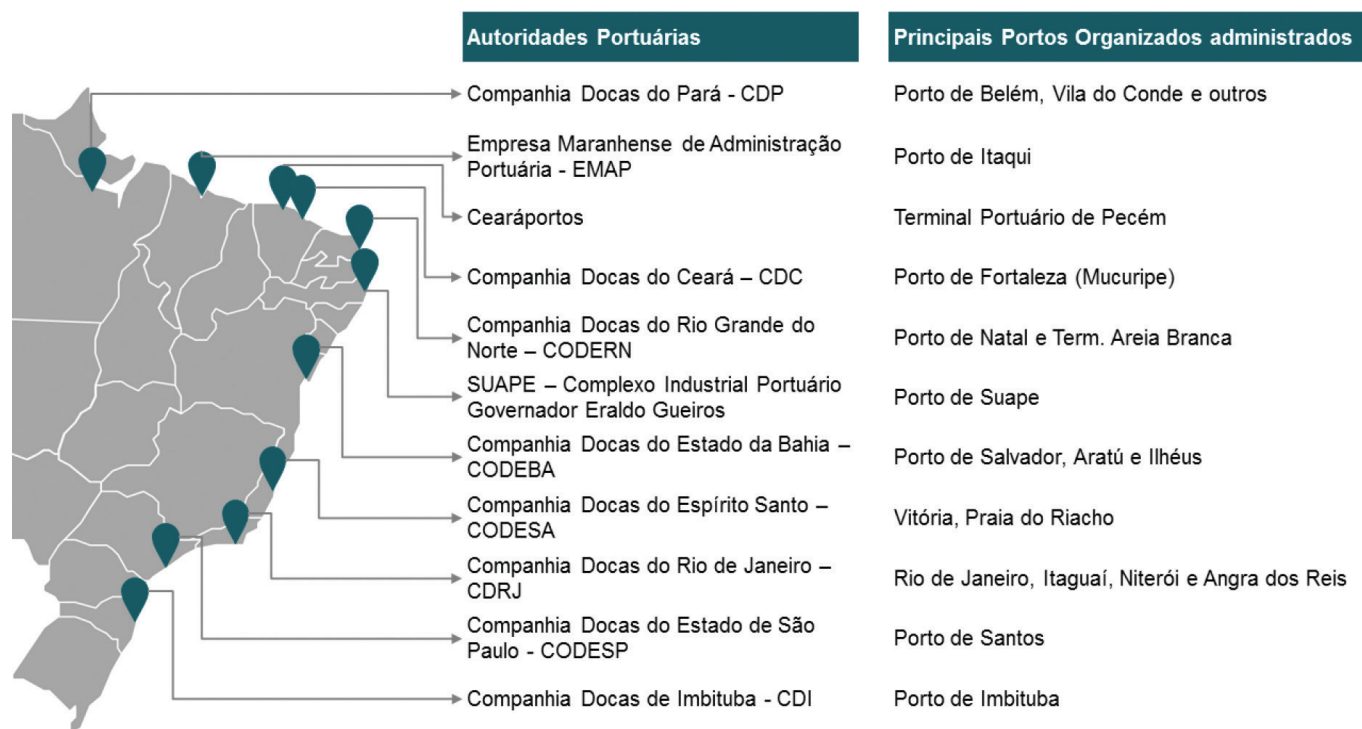 Autoridades Portuárias
Principais Portos Organizados administrados
Companhia Docas do Pará - CDP
Porto de Belém, Vila do Conde e outros
Empresa Maranhense de Administração
Portuária - EMAP
Porto de Itaqui
Cearáportos
Terminal Portuário de Pecém
Companhia Docas do Ceará – CDC
Porto de Fortaleza (Mucuripe)
Companhia Docas do Rio Grande do
Norte – CODERN
Porto de Natal e Term. Areia Branca
SUAPE – Complexo Industrial Portuário
Governador Eraldo Gueiros
Porto de Suape
Companhia Docas do Estado da Bahia –
CODEBA
Porto de Salvador, Aratú e Ilhéus
Companhia Docas do Espírito Santo –
CODESA
Vitória, Praia do Riacho
Companhia Docas do Rio de Janeiro –
CDRJ
Rio de Janeiro, Itaguaí, Niterói e Angra dos Reis
Companhia Docas do Estado de São
Paulo - CODESP
Porto de Santos
Companhia Docas de Imbituba - CDI
Porto de Imbituba